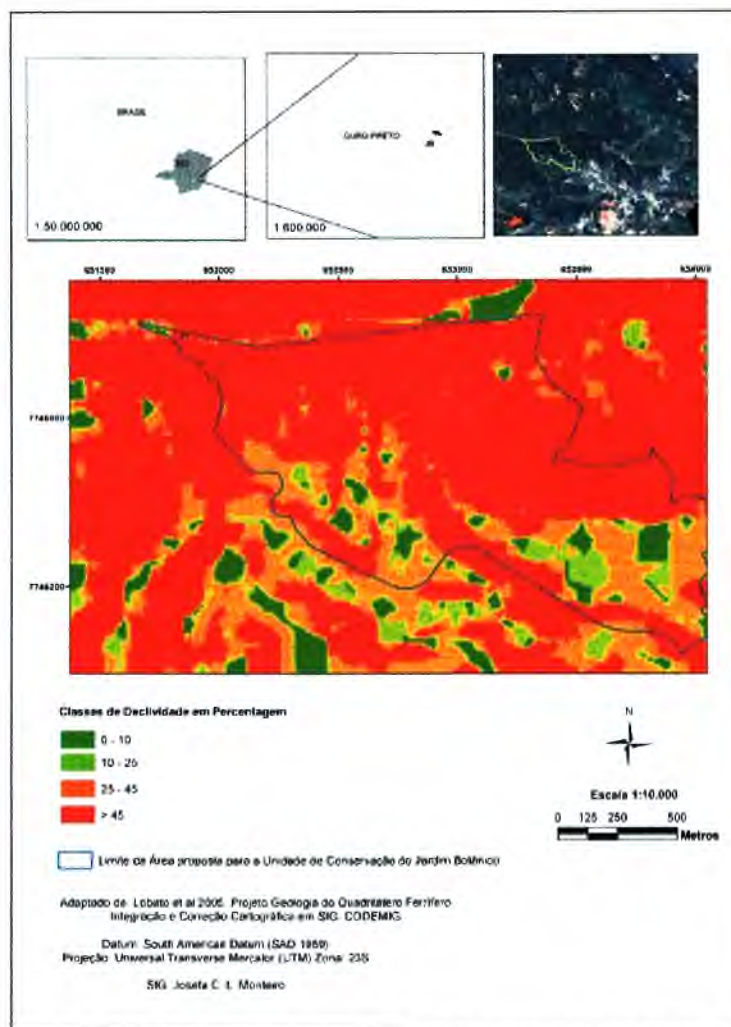 BRASIL
OURO PRETO
1:50 000 000
1:600 000
652000
653000
7746000
Classes de Declividade em Percentagem
0 - 10
10 - 25
25 - 45
> 45
N
Escala 1:10.000
0 125 250 500
Metros
Limite da Área proposta para a Unidade de Conservação do Jardim Botânico
Adaptado de: Lobato et al 2005. Projeto Geologia do Quadrilátero Ferrífero
Integração e Correção Cartográfica em SIG. CODEMIG
Datum: South American Datum (SAD 1969)
Projeção: Universal Transverse Mercator (UTM) Zona: 23S
SIG. Josefa C. L. Monteiro